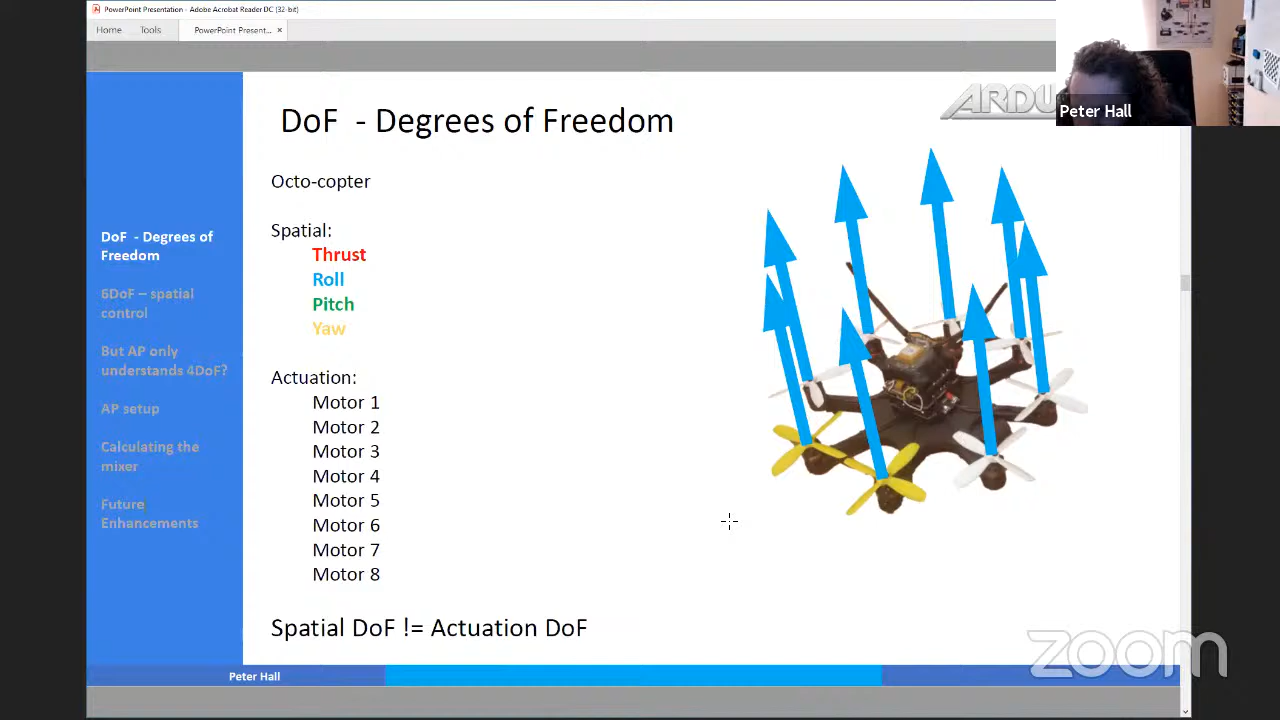 PowerPoint Presentation - Adobe Acrobat Reader DC (32-bit)
Home
Tools
PowerPoint Present...
×
DoF - Degrees of Freedom
ARDU
Peter Hall
Octo-copter
Spatial:
Thrust
Roll
Pitch
Yaw
Actuation:
Motor 1
Motor 2
Motor 3
Motor 4
Motor 5
Motor 6
Motor 7
Motor 8
Spatial DoF != Actuation DoF
DoF - Degrees of
Freedom
6DoF – spatial
control
But AP only
understands 4DoF?
AP setup
Calculating the
mixer
Future
Enhancements
Peter Hall
zoom